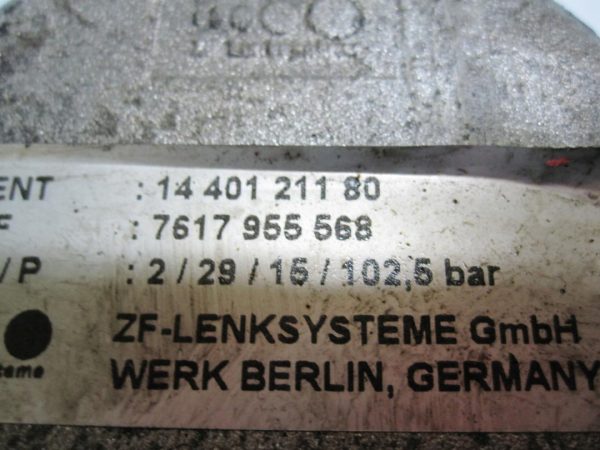 ENT : 14 401 211 80
F : 7617 955 568
/ P : 2 / 29 / 15 / 102,5 bar
ZF-LENKSYSTEME GmbH
teme WERK BERLIN, GERMANY